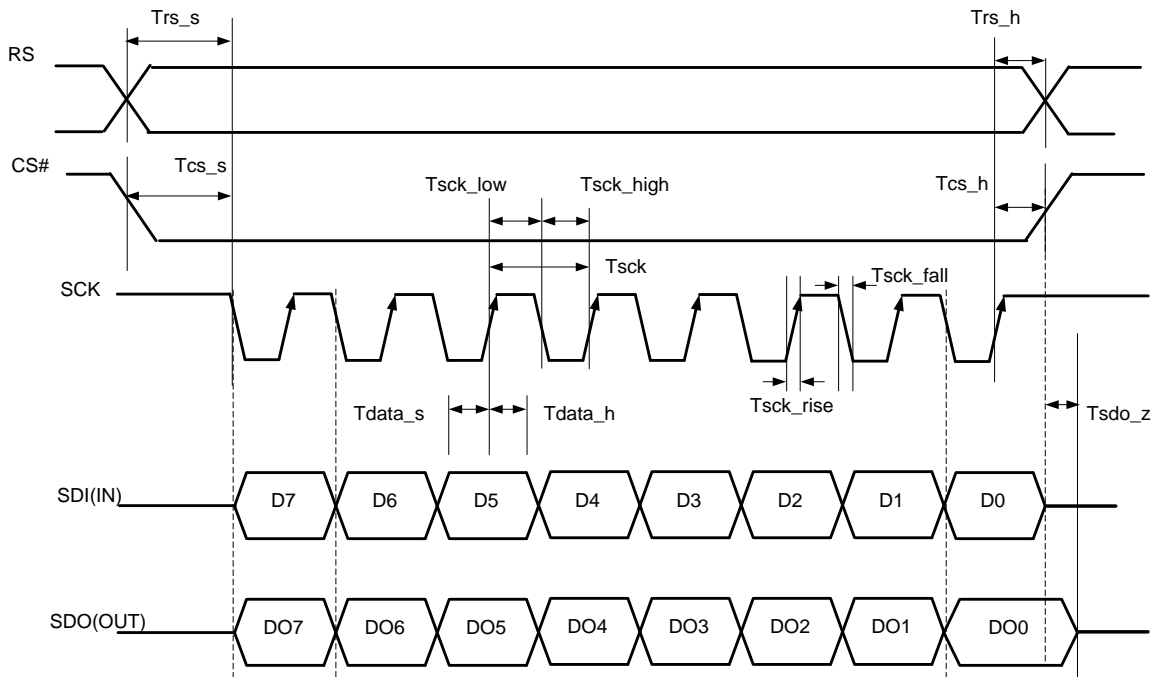 Trs_s
Trs_h
RS
CS#
Tcs_s
Tsck_low
Tsck_high
Tcs_h
Tsck
Tsck_fall
SCK
Tdata_s
Tdata_h
Tsck_rise
Tsdo_z
SDI(IN)
D7 D6 D5 D4 D3 D2 D1 D0
SDO(OUT)
DO7 DO6 DO5 DO4 DO3 DO2 DO1 DO0